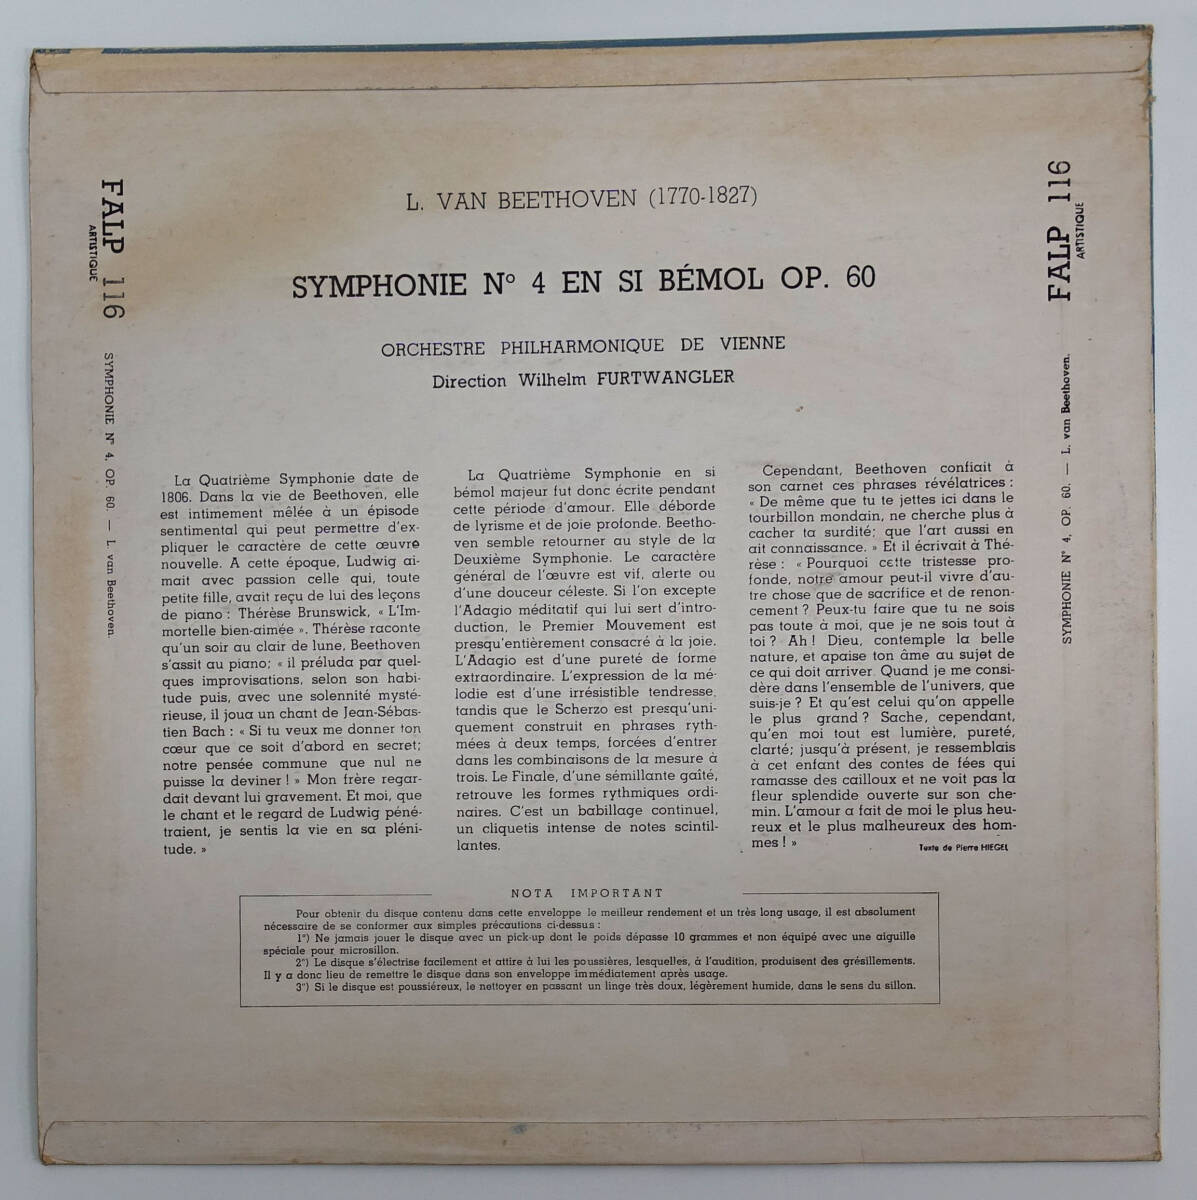 L. VAN BEETHOVEN (1770-1827)
SYMPHONIE Nº 4 EN SI BÉMOL OP. 60
ORCHESTRE PHILHARMONIQUE DE VIENNE
Direction Wilhelm FURTWANGLER
FALP 116
ARTISTIQUE
SYMPHONIE Nº 4, OP. 60. — L. van Beethoven.
La Quatrième Symphonie date de
1806. Dans la vie de Beethoven, elle
est intimement mêlée à un épisode
sentimental qui peut permettre d'ex-
pliquer le caractère de cette œuvre
nouvelle. A cette époque, Ludwig ai-
mait avec passion celle qui, toute
petite fille, avait reçu de lui des leçons
de piano : Thérèse Brunswick, « L'Im-
mortelle bien-aimée ». Thérèse raconte
qu'un soir au clair de lune, Beethoven
s'assit au piano; « il préluda par quel-
ques improvisations, selon son habi-
tude puis, avec une solennité mysté-
rieuse, il joua un chant de Jean-Sébas-
tien Bach : « Si tu veux me donner ton
cœur que ce soit d'abord en secret;
notre pensée commune que nul ne
puisse la deviner ! » Mon frère regar-
dait devant lui gravement. Et moi, que
le chant et le regard de Ludwig péné-
traient, je sentis la vie en sa pléni-
tude. »
La Quatrième Symphonie en si
bémol majeur fut donc écrite pendant
cette période d'amour. Elle déborde
de lyrisme et de joie profonde. Beetho-
ven semble retourner au style de la
Deuxième Symphonie. Le caractère
général de l'œuvre est vif, alerte ou
d'une douceur céleste. Si l'on excepte
l'Adagio méditatif qui lui sert d'intro-
duction, le Premier Mouvement est
presqu'entièrement consacré à la joie.
L'Adagio est d'une pureté de forme
extraordinaire. L'expression de la mé-
lodie est d'une irrésistible tendresse,
tandis que le Scherzo est presqu'uni-
quement construit en phrases ryth-
mées à deux temps, forcées d'entrer
dans les combinaisons de la mesure à
trois. Le Finale, d'une sémillante gaîté,
retrouve les formes rythmiques ordi-
naires. C'est un babillage continuel,
un cliquetis intense de notes scintil-
lantes.
Cependant, Beethoven confiait à
son carnet ces phrases révélatrices :
« De même que tu te jettes ici dans le
tourbillon mondain, ne cherche plus à
cacher ta surdité; que l'art aussi en
ait connaissance. » Et il écrivait à Thé-
rèse : « Pourquoi cette tristesse pro-
fonde, notre amour peut-il vivre d'au-
tre chose que de sacrifice et de renon-
cement ? Peux-tu faire que tu ne sois
pas toute à moi, que je ne sois tout à
toi ? Ah ! Dieu, contemple la belle
nature, et apaise ton âme au sujet de
ce qui doit arriver. Quand je me consi-
dère dans l'ensemble de l'univers, que
suis-je ? Et qu'est celui qu'on appelle
le plus grand ? Sache, cependant,
qu'en moi tout est lumière, pureté,
clarté; jusqu'à présent, je ressemblais
à cet enfant des contes de fées qui
ramasse des cailloux et ne voit pas la
fleur splendide ouverte sur son che-
min. L'amour a fait de moi le plus heu-
reux et le plus malheureux des hom-
mes ! »
Texte de Pierre HIEGEL
FALP 116
ARTISTIQUE
SYMPHONIE Nº 4, OP. 60. — L. van Beethoven.
NOTA IMPORTANT
Pour obtenir du disque contenu dans cette enveloppe le meilleur rendement et un très long usage, il est absolument
nécessaire de se conformer aux simples précautions ci-dessus :
1º) Ne jamais jouer le disque avec un pick-up dont le poids dépasse 10 grammes et non équipé avec une aiguille
spéciale pour microsillon.
2º) Le disque s'électrise facilement et attire à lui les poussières, lesquelles, à l'audition, produisent des grésillements.
Il y a donc lieu de remettre le disque dans son enveloppe immédiatement après usage.
3º) Si le disque est poussiéreux, le nettoyer en passant un linge très doux, légèrement humide, dans le sens du sillon.